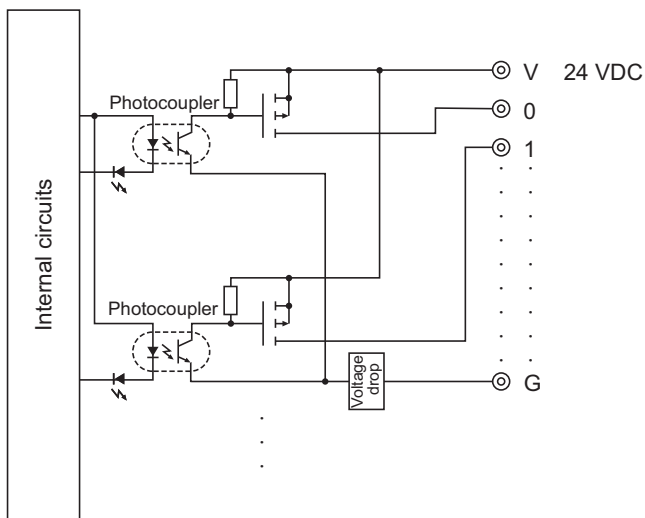 Internal circuits
Photocoupler
V 24 VDC
0
1
Photocoupler
Voltage
drop
G